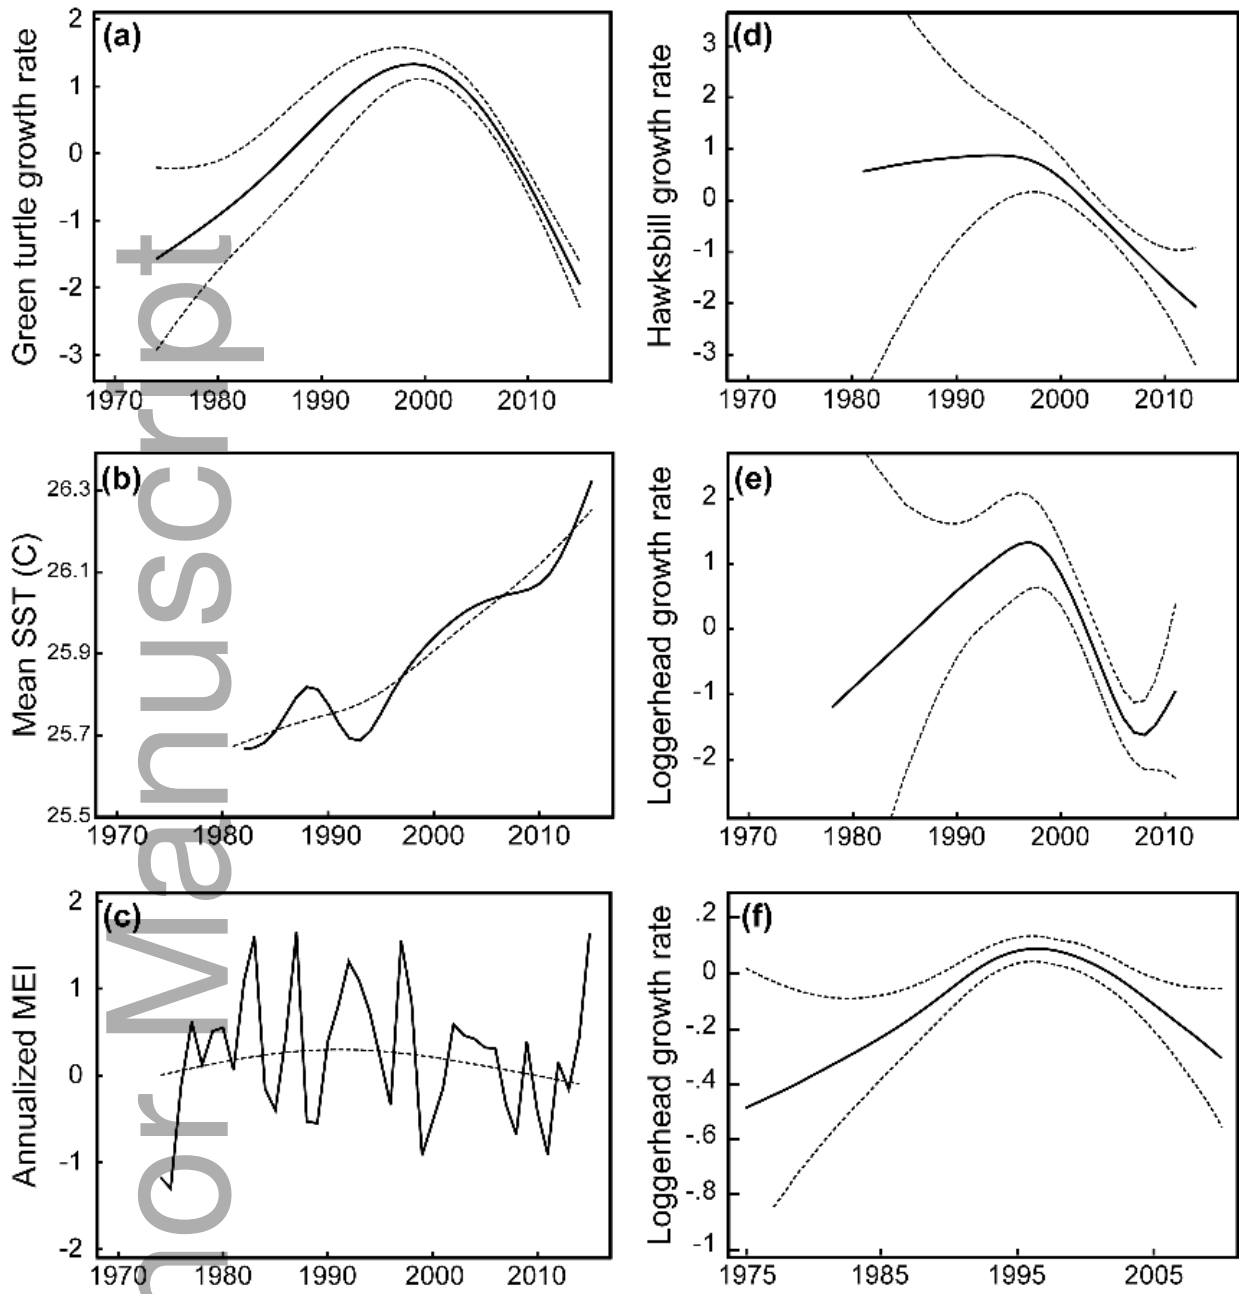 (a)
Green turtle growth rate
2
1
0
-1
-2
-3
1970 1980 1990 2000 2010
(d)
Hawksbill growth rate
3
2
1
0
-1
-2
-3
1970 1980 1990 2000 2010
(b)
Mean SST (C)
26.3
26.1
25.9
25.7
25.5
1970 1980 1990 2000 2010
(e)
Loggerhead growth rate
2
1
0
-1
-2
1970 1980 1990 2000 2010
(c)
Annualized MEI
2
1
0
-1
-2
1970 1980 1990 2000 2010
(f)
Loggerhead growth rate
.2
0
-.2
-.4
-.6
-.8
-1
1975 1985 1995 2005